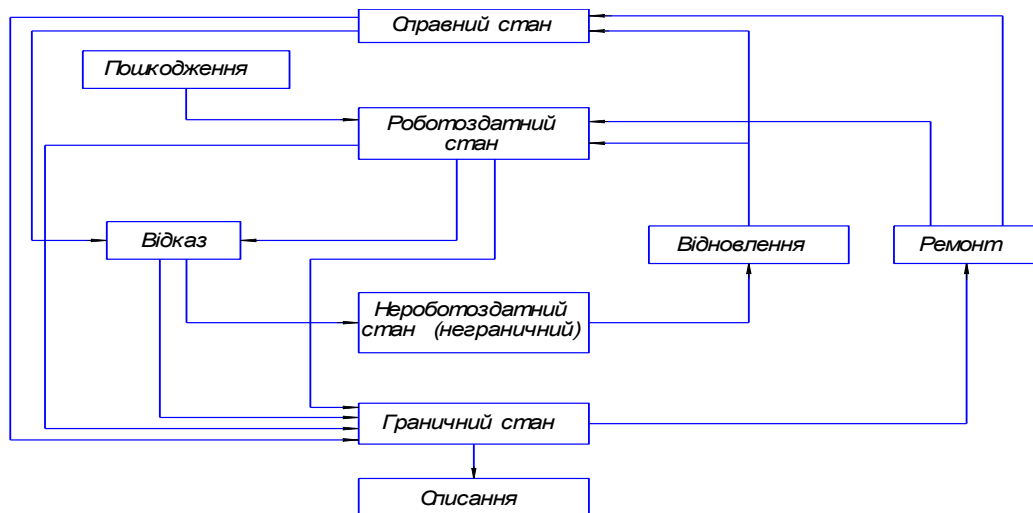 Справний стан
Пошкодження
Роботоздатний
стан
Відказ
Відновлення
Ремонт
Нероботоздатний
стан (неграничний)
Граничний стан
Списання